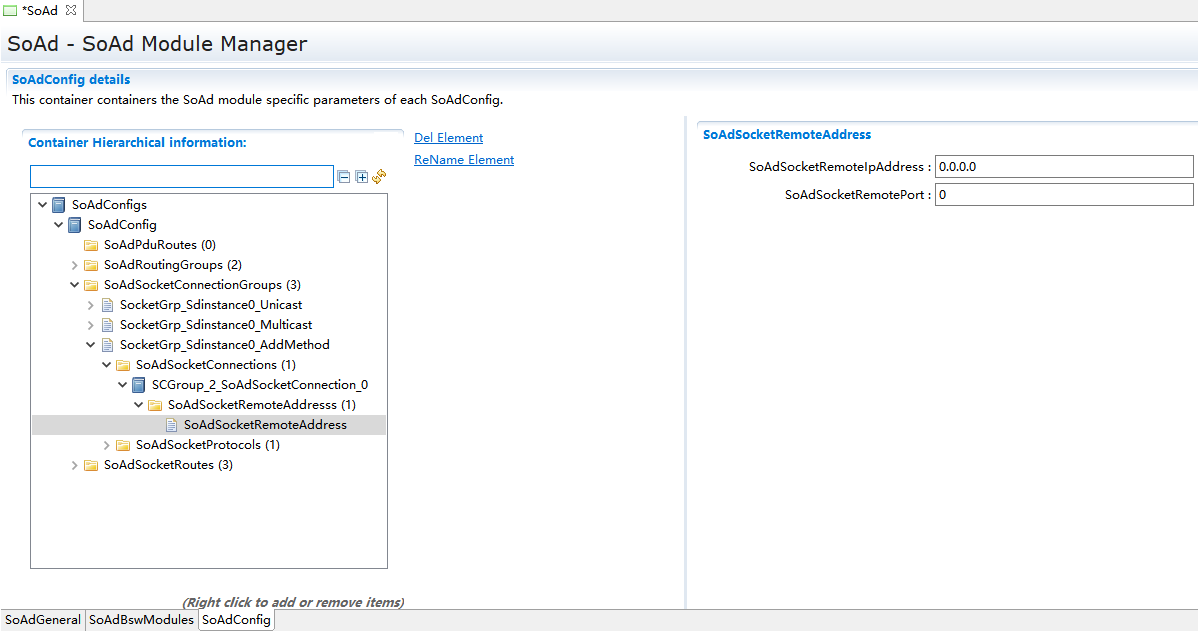 *SoAd
SoAd - SoAd Module Manager
SoAdConfig details
This container containers the SoAd module specific parameters of each SoAdConfig.
Container Hierarchical information:
Del Element
ReName Element
SoAdConfigs
SoAdConfig
SoAdPduRoutes (0)
SoAdRoutingGroups (2)
SoAdSocketConnectionGroups (3)
SocketGrp_Sdinstance0_Unicast
SocketGrp_Sdinstance0_Multicast
SocketGrp_Sdinstance0_AddMethod
SoAdSocketConnections (1)
SCGroup_2_SoAdSocketConnection_0
SoAdSocketRemoteAddresss (1)
SoAdSocketRemoteAddress
SoAdSocketProtocols (1)
SoAdSocketRoutes (3)
(Right click to add or remove items)
SoAdSocketRemoteAddress
SoAdSocketRemoteIpAddress : 0.0.0.0
SoAdSocketRemotePort : 0
SoAdGeneral SoAdBswModules SoAdConfig